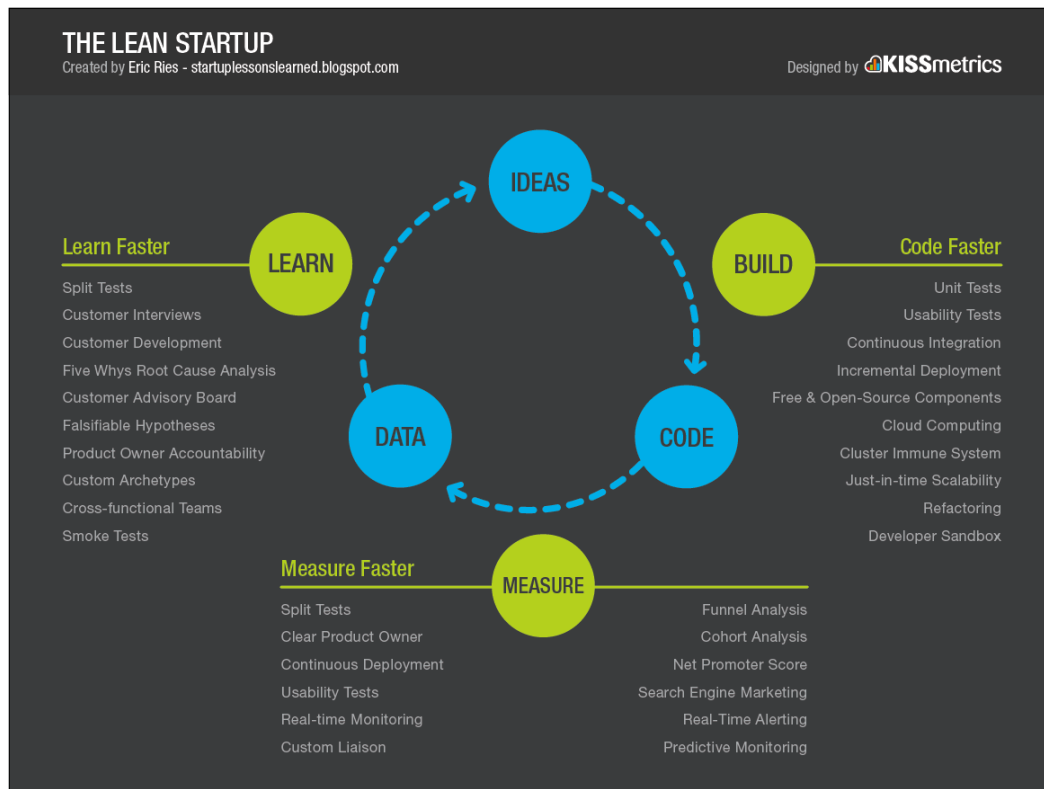 THE LEAN STARTUP
Created by Eric Ries - startuplessonslearned.blogspot.com
Designed by KISSmetrics
IDEAS
LEARN
BUILD
DATA
CODE
MEASURE
Learn Faster
Split Tests
Customer Interviews
Customer Development
Five Whys Root Cause Analysis
Customer Advisory Board
Falsifiable Hypotheses
Product Owner Accountability
Custom Archetypes
Cross-functional Teams
Smoke Tests
Code Faster
Unit Tests
Usability Tests
Continuous Integration
Incremental Deployment
Free & Open-Source Components
Cloud Computing
Cluster Immune System
Just-in-time Scalability
Refactoring
Developer Sandbox
Measure Faster
Split Tests
Clear Product Owner
Continuous Deployment
Usability Tests
Real-time Monitoring
Custom Liaison
Funnel Analysis
Cohort Analysis
Net Promoter Score
Search Engine Marketing
Real-Time Alerting
Predictive Monitoring